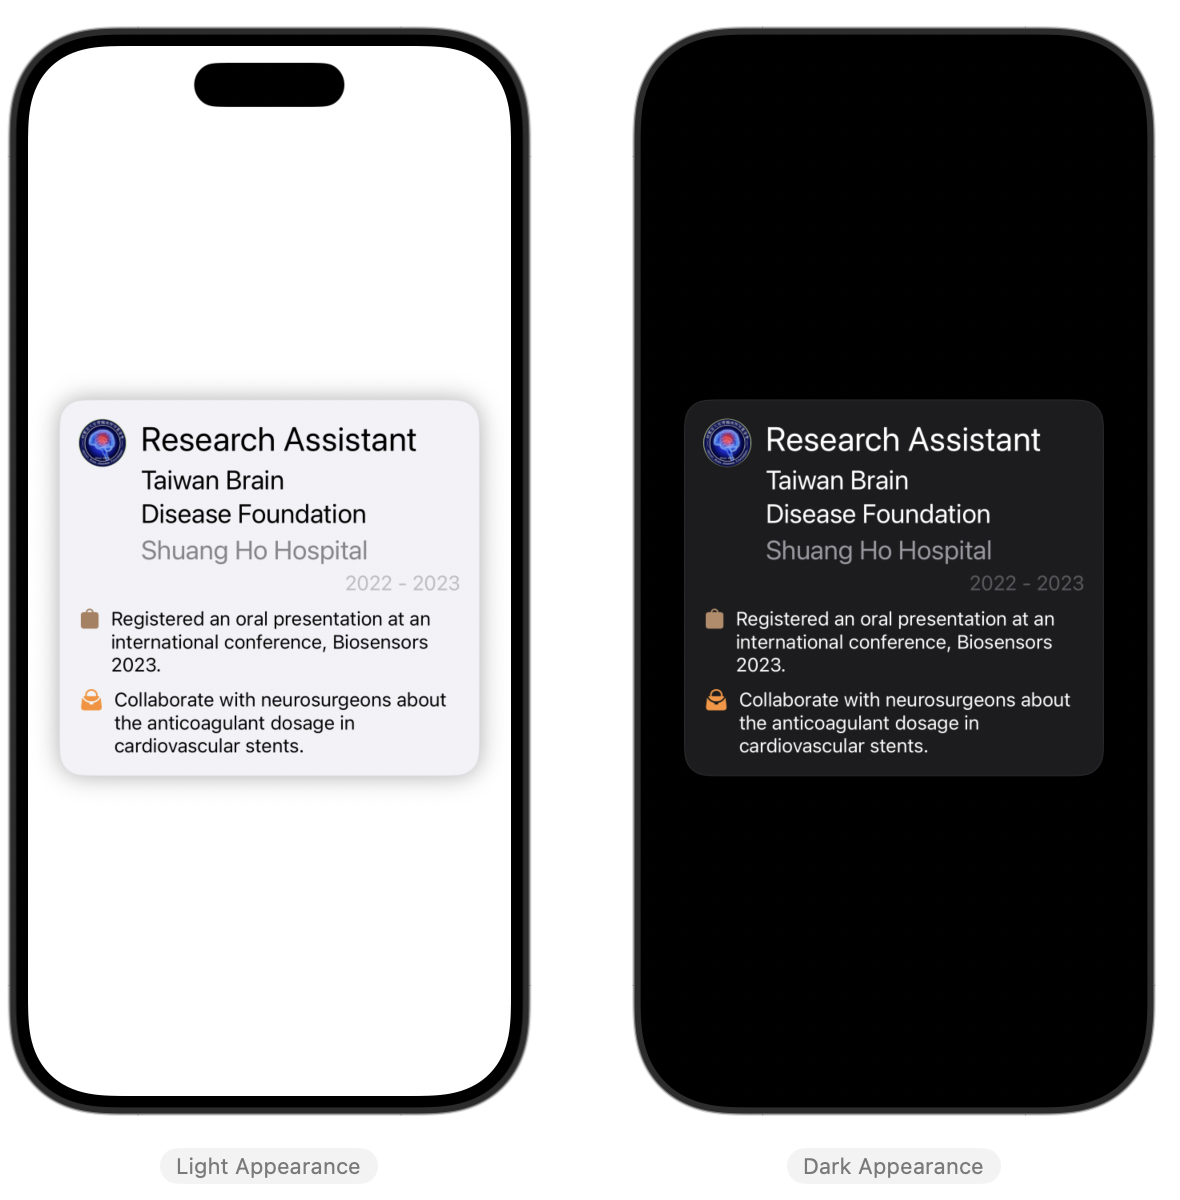 Research Assistant
Taiwan Brain
Disease Foundation
Shuang Ho Hospital
2022 - 2023
Registered an oral presentation at an
international conference, Biosensors
2023.
Collaborate with neurosurgeons about
the anticoagulant dosage in
cardiovascular stents.
Light Appearance
Research Assistant
Taiwan Brain
Disease Foundation
Shuang Ho Hospital
2022 - 2023
Registered an oral presentation at an
international conference, Biosensors
2023.
Collaborate with neurosurgeons about
the anticoagulant dosage in
cardiovascular stents.
Dark Appearance